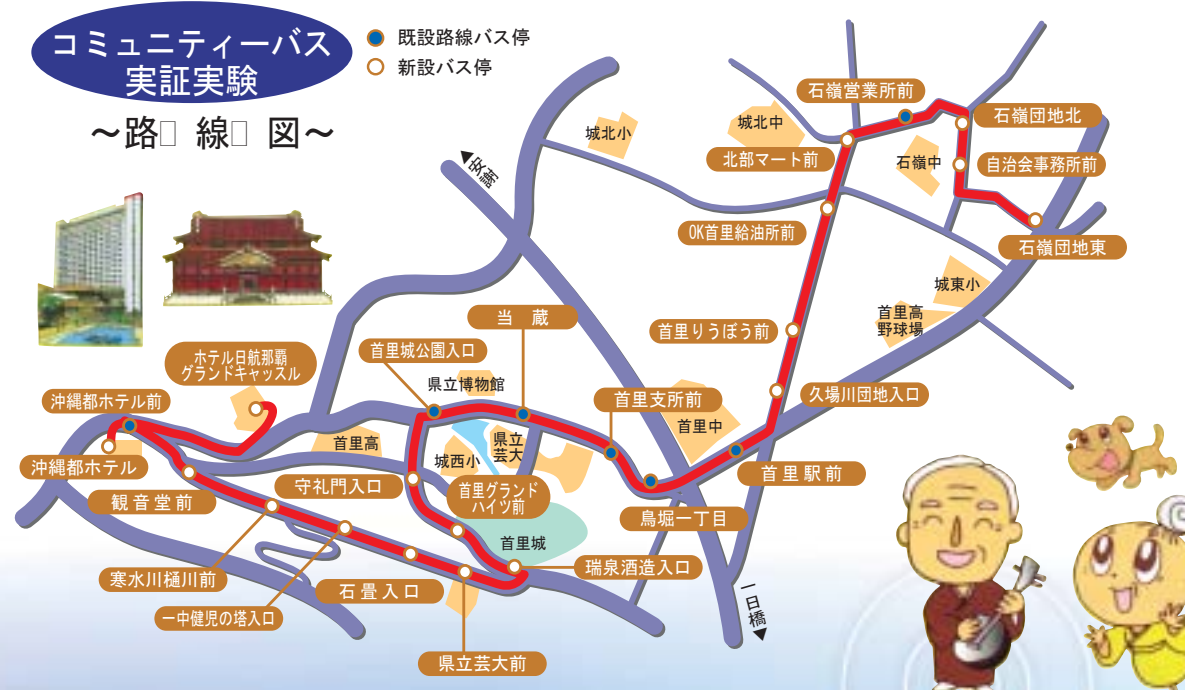 コミュニティーバス
実証実験
～路□ 線□ 図～
既設路線バス停
新設バス停
石嶺営業所前
石嶺団地北
城北小
城北中
北部マート前
石嶺中
自治会事務所前
◀安謝
OK首里給油所前
石嶺団地東
城東小
首里高
野球場
当 蔵
首里りうぼう前
ホテル日航那覇
グランドキャッスル
首里城公園入口
県立博物館
久場川団地入口
沖縄都ホテル前
首里支所前
首里中
首里高
城西小
県立
芸大
沖縄都ホテル
首里駅前
観音堂前
守礼門入口
首里グランド
ハイツ前
鳥堀一丁目
首里城
瑞泉酒造入口
寒水川樋川前
石畳入口
一中健児の塔入口
県立芸大前
一日橋▶